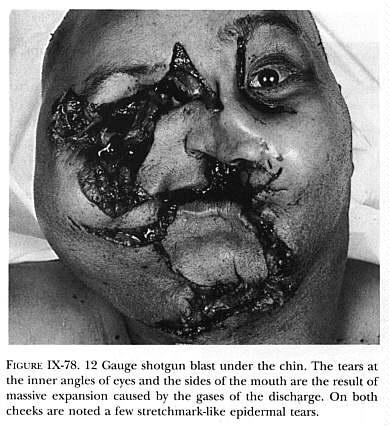 FIGURE IX-78. 12 Gauge shotgun blast under the chin. The tears at
the inner angles of eyes and the sides of the mouth are the result of
massive expansion caused by the gases of the discharge. On both
cheeks are noted a few stretchmark-like epidermal tears.